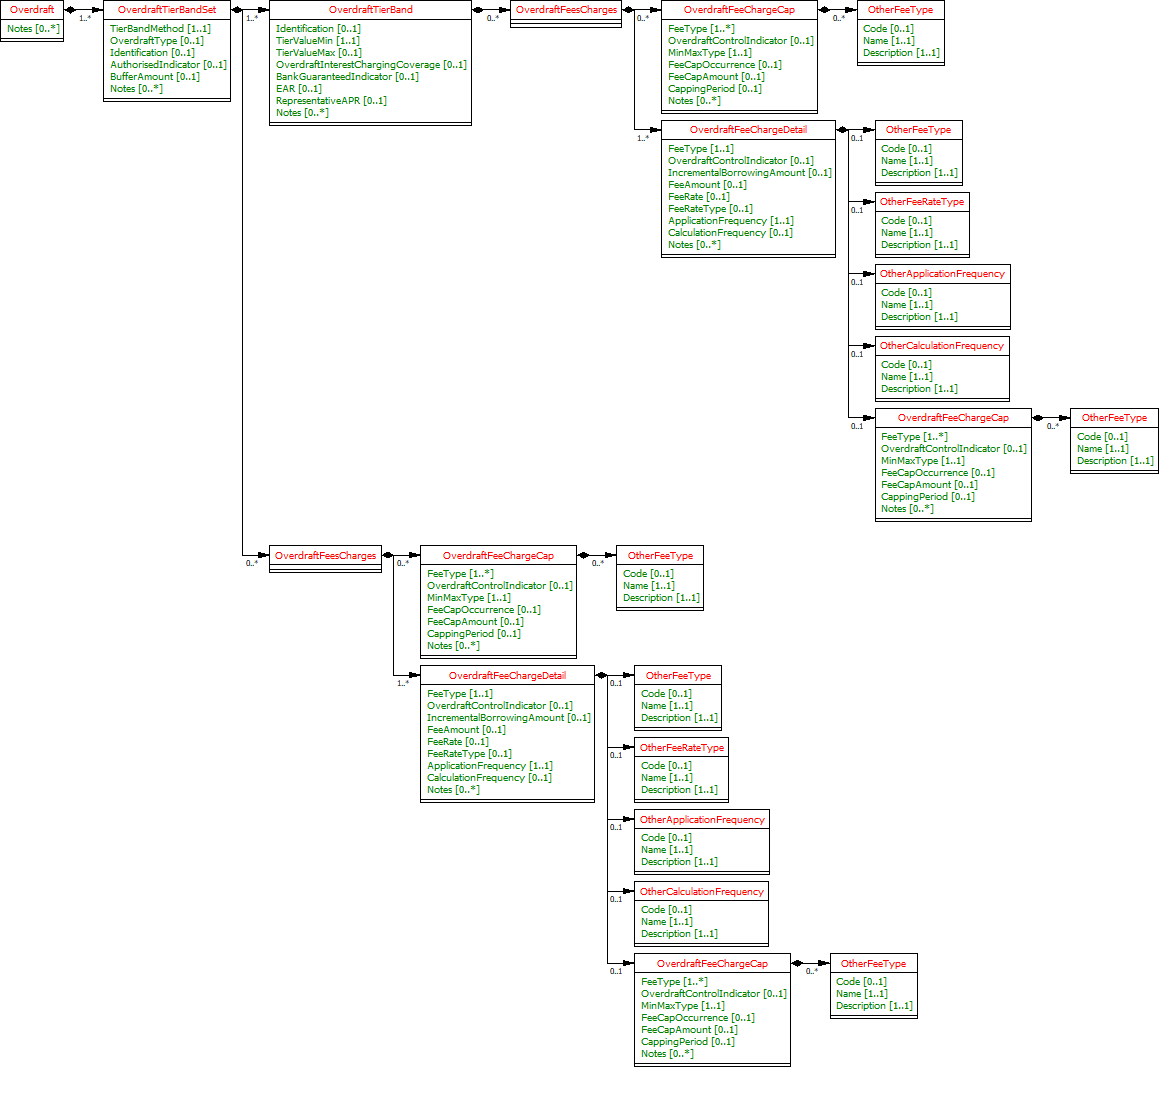 Overdraft
Notes [0..*]
1..*
OverdraftTierBandSet
TierBandMethod [1..1]
OverdraftType [0..1]
Identification [0..1]
AuthorisedIndicator [0..1]
BufferAmount [0..1]
Notes [0..*]
1..*
OverdraftTierBand
Identification [0..1]
TierValueMin [1..1]
TierValueMax [0..1]
OverdraftInterestChargingCoverage [0..1]
BankGuaranteedIndicator [0..1]
EAR [0..1]
RepresentativeAPR [0..1]
Notes [0..*]
0..*
OverdraftFeesCharges
0..*
OverdraftFeeChargeCap
FeeType [1..*]
OverdraftControlIndicator [0..1]
MinMaxType [1..1]
FeeCapOccurrence [0..1]
FeeCapAmount [0..1]
CappingPeriod [0..1]
Notes [0..*]
0..*
OtherFeeType
Code [0..1]
Name [1..1]
Description [1..1]
1..*
OverdraftFeeChargeDetail
FeeType [1..1]
OverdraftControlIndicator [0..1]
IncrementalBorrowingAmount [0..1]
FeeAmount [0..1]
FeeRate [0..1]
FeeRateType [0..1]
ApplicationFrequency [1..1]
CalculationFrequency [0..1]
Notes [0..*]
0..1
OtherFeeType
Code [0..1]
Name [1..1]
Description [1..1]
0..1
OtherFeeRateType
Code [0..1]
Name [1..1]
Description [1..1]
0..1
OtherApplicationFrequency
Code [0..1]
Name [1..1]
Description [1..1]
0..1
OtherCalculationFrequency
Code [0..1]
Name [1..1]
Description [1..1]
0..1
OverdraftFeeChargeCap
FeeType [1..*]
OverdraftControlIndicator [0..1]
MinMaxType [1..1]
FeeCapOccurrence [0..1]
FeeCapAmount [0..1]
CappingPeriod [0..1]
Notes [0..*]
0..*
OtherFeeType
Code [0..1]
Name [1..1]
Description [1..1]
0..*
OverdraftFeesCharges
0..*
OverdraftFeeChargeCap
FeeType [1..*]
OverdraftControlIndicator [0..1]
MinMaxType [1..1]
FeeCapOccurrence [0..1]
FeeCapAmount [0..1]
CappingPeriod [0..1]
Notes [0..*]
0..*
OtherFeeType
Code [0..1]
Name [1..1]
Description [1..1]
1..*
OverdraftFeeChargeDetail
FeeType [1..1]
OverdraftControlIndicator [0..1]
IncrementalBorrowingAmount [0..1]
FeeAmount [0..1]
FeeRate [0..1]
FeeRateType [0..1]
ApplicationFrequency [1..1]
CalculationFrequency [0..1]
Notes [0..*]
0..1
OtherFeeType
Code [0..1]
Name [1..1]
Description [1..1]
0..1
OtherFeeRateType
Code [0..1]
Name [1..1]
Description [1..1]
0..1
OtherApplicationFrequency
Code [0..1]
Name [1..1]
Description [1..1]
0..1
OtherCalculationFrequency
Code [0..1]
Name [1..1]
Description [1..1]
0..1
OverdraftFeeChargeCap
FeeType [1..*]
OverdraftControlIndicator [0..1]
MinMaxType [1..1]
FeeCapOccurrence [0..1]
FeeCapAmount [0..1]
CappingPeriod [0..1]
Notes [0..*]
0..*
OtherFeeType
Code [0..1]
Name [1..1]
Description [1..1]